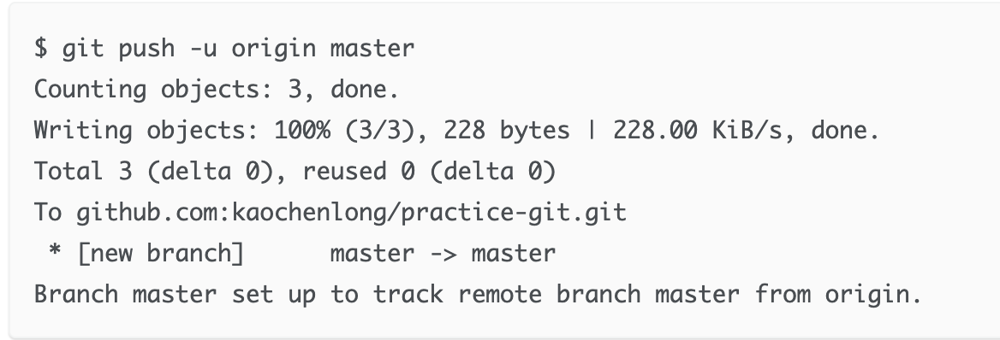 $ git push -u origin master
Counting objects: 3, done.
Writing objects: 100% (3/3), 228 bytes | 228.00 KiB/s, done.
Total 3 (delta 0), reused 0 (delta 0)
To github.com:kaochenlong/practice-git.git
 * [new branch]      master -> master
Branch master set up to track remote branch master from origin.